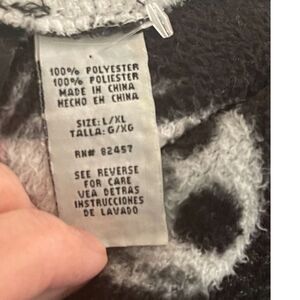 100% POLYESTER
100% POLIESTER
MADE IN CHINA
HECHO EN CHINA
SIZE: L/XL
TALLA: G/XG
RN# 82457
SEE REVERSE
FOR CARE
VEA DETRAS
INSTRUCCIONES
DE LAVADO